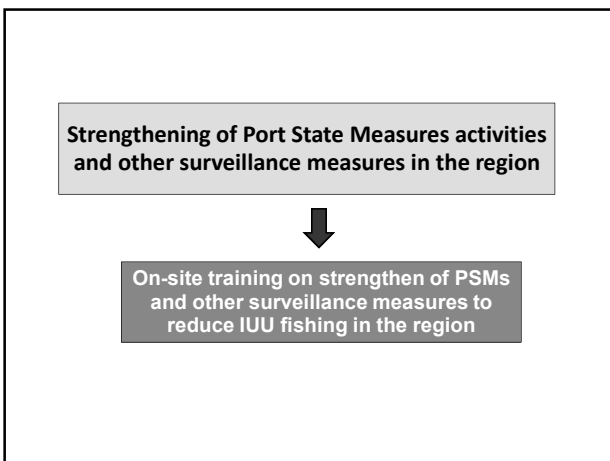 Strengthening of Port State Measures activities
and other surveillance measures in the region
On-site training on strengthen of PSMs
and other surveillance measures to
reduce IUU fishing in the region